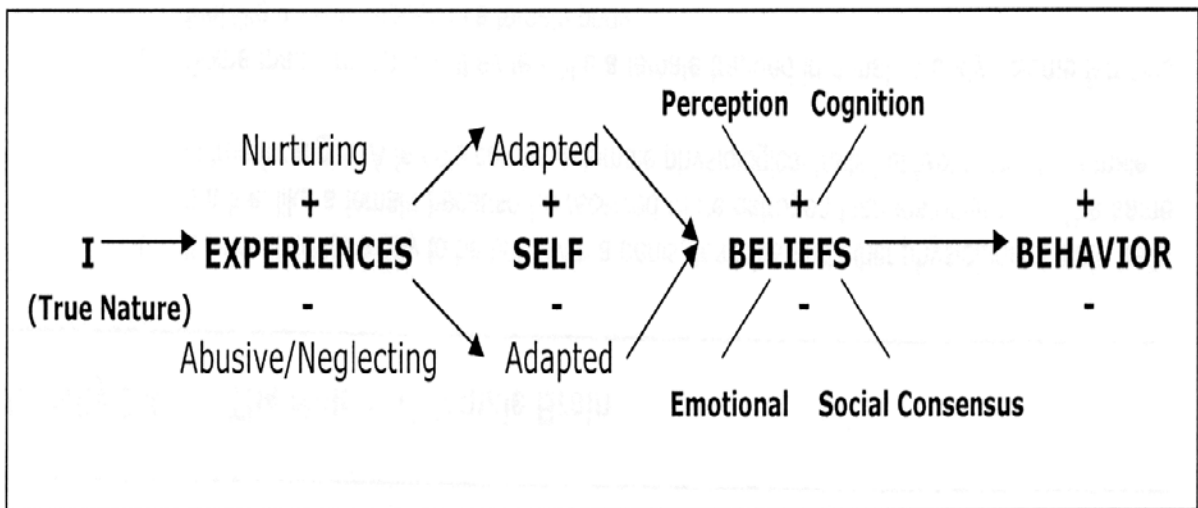 Perception Cognition
Nurturing Adapted
+ + + +
I EXPERIENCES SELF BELIEFS BEHAVIOR
(True Nature) - - - -
Abusive/Neglecting Adapted
Emotional Social Consensus